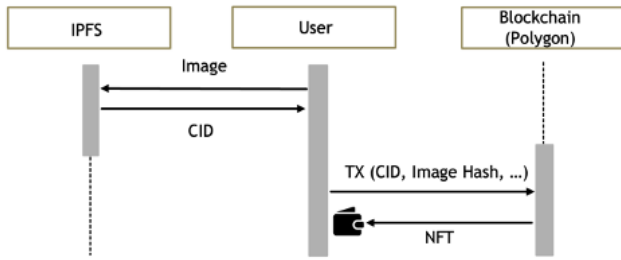 IPFS
User
Blockchain
(Polygon)
Image
CID
TX (CID, Image Hash, …)
NFT